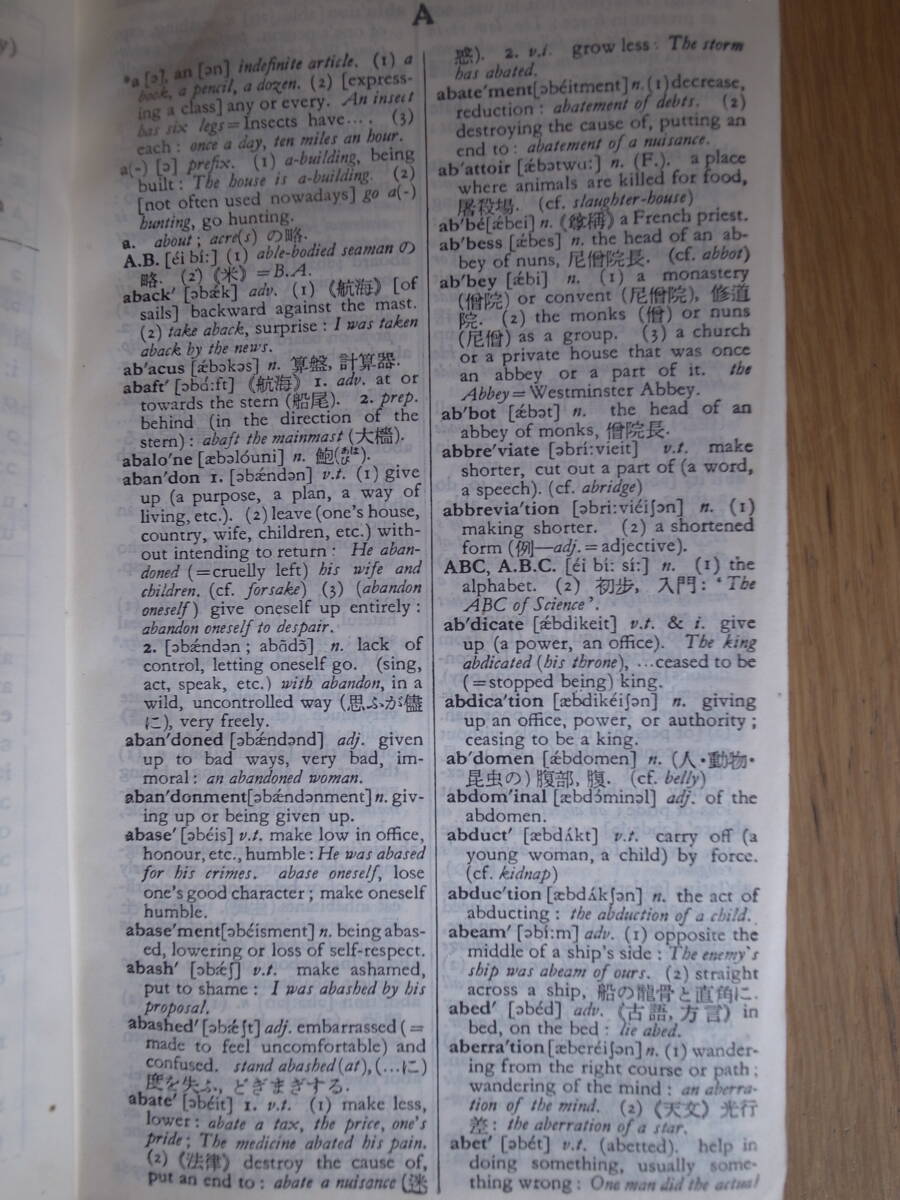 A
*a [ə], an [ən] indefinite article. (1) a
book, a pencil, a dozen. (2) [express-
ing a class] any or every. An insect
has six legs=Insects have.... (3)
each: once a day, ten miles an hour.
a(-) [ə] prefix. (1) a-building, being
built: The house is a-building. (2)
[not often used nowadays] go a(-)
hunting, go hunting.
a. about; acre(s) の略.
A.B. [éi bí:] (1) able-bodied seaman の
略. (2)《米》=B.A.
aback′ [əbǽk] adv. (1)《航海》[of
sails] backward against the mast.
(2) take aback, surprise: I was taken
aback by the news.
ab′acus [ǽbəkəs] n. 算盤, 計算器.
abaft′ [əbɑ́:ft]《航海》1. adv. at or
towards the stern (船尾). 2. prep.
behind (in the direction of the
stern): abaft the mainmast (大檣).
abalo′ne [æbəlóuni] n. 鮑(あはび).
aban′don 1. [əbǽndən] v.t. (1) give
up (a purpose, a plan, a way of
living, etc.). (2) leave (one's house,
country, wife, children, etc.) with-
out intending to return: He aban-
doned (=cruelly left) his wife and
children. (cf. forsake) (3) (abandon
oneself) give oneself up entirely:
abandon oneself to despair.
2. [əbǽndən; abɑ̃dɔ̃] n. lack of
control, letting oneself go. (sing,
act, speak, etc.) with abandon, in a
wild, uncontrolled way (思ふが儘
に), very freely.
aban′doned [əbǽndənd] adj. given
up to bad ways, very bad, im-
moral: an abandoned woman.
aban′donment[əbǽndənment] n. giv-
ing up or being given up.
abase′ [əbéis] v.t. make low in office,
honour, etc., humble: He was abased
for his crimes. abase oneself, lose
one's good character; make oneself
humble.
abase′ment[əbéisment] n. being abas-
ed, lowering or loss of self-respect.
abash′ [əbǽʃ] v.t. make ashamed,
put to shame: I was abashed by his
proposal.
abashed′ [əbǽʃt] adj. embarrassed (=
made to feel uncomfortable) and
confused. stand abashed (at), (...に)
度を失ふ, どぎまぎする.
abate′ [əbéit] 1. v.t. (1) make less,
lower: abate a tax, the price, one's
pride; The medicine abated his pain.
(2)《法律》destroy the cause of,
put an end to: abate a nuisance (迷
惑). 2. v.i. grow less: The storm
has abated.
abate′ment[əbéitment] n. (1) decrease,
reduction: abatement of debts. (2)
destroying the cause of, putting an
end to: abatement of a nuisance.
ab′attoir [ǽbətwɑ:] n. (F.). a place
where animals are killed for food,
屠殺場. (cf. slaughter-house)
ab′bé[ǽbei] n.《尊稱》a French priest.
ab′bess [ǽbes] n. the head of an ab-
bey of nuns, 尼僧院長. (cf. abbot)
ab′bey [ǽbi] n. (1) a monastery
(僧院) or convent (尼僧院), 修道
院. (2) the monks (僧) or nuns
(尼僧) as a group. (3) a church
or a private house that was once
an abbey or a part of it. the
Abbey=Westminster Abbey.
ab′bot [ǽbət] n. the head of an
abbey of monks, 僧院長.
abbre′viate [əbrí:vieit] v.t. make
shorter, cut out a part of (a word,
a speech). (cf. abridge)
abbrevia′tion [əbri:viéiʃən] n. (1)
making shorter. (2) a shortened
form (例—adj.=adjective).
ABC, A.B.C. [éi bí: sí:] n. (1) the
alphabet. (2) 初步, 入門: ‘The
ABC of Science’.
ab′dicate [ǽbdikeit] v.t. & i. give
up (a power, an office). The king
abdicated (his throne), ...ceased to be
(=stopped being) king.
abdica′tion [æbdikéiʃən] n. giving
up an office, power, or authority;
ceasing to be a king.
ab′domen [ǽbdomen] n. (人・動物・
昆虫の) 腹部, 腹. (cf. belly)
abdom′inal [æbdɔ́minəl] adj. of the
abdomen.
abduct′ [æbdʌ́kt] v.t. carry off (a
young woman, a child) by force.
(cf. kidnap)
abduc′tion [æbdʌ́kʃən] n. the act of
abducting: the abduction of a child.
abeam′ [əbí:m] adv. (1) opposite the
middle of a ship's side: The enemy's
ship was abeam of ours. (2) straight
across a ship, 船の龍骨と直角に.
abed′ [əbéd] adv.《古語, 方言》in
bed, on the bed: lie abed.
aberra′tion [æberéiʃən] n. (1) wander-
ing from the right course or path;
wandering of the mind: an aberra-
tion of the mind. (2)《天文》光行
差: the aberration of a star.
abet′ [əbét] v.t. (abetted). help in
doing something, usually some-
thing wrong: One man did the actual